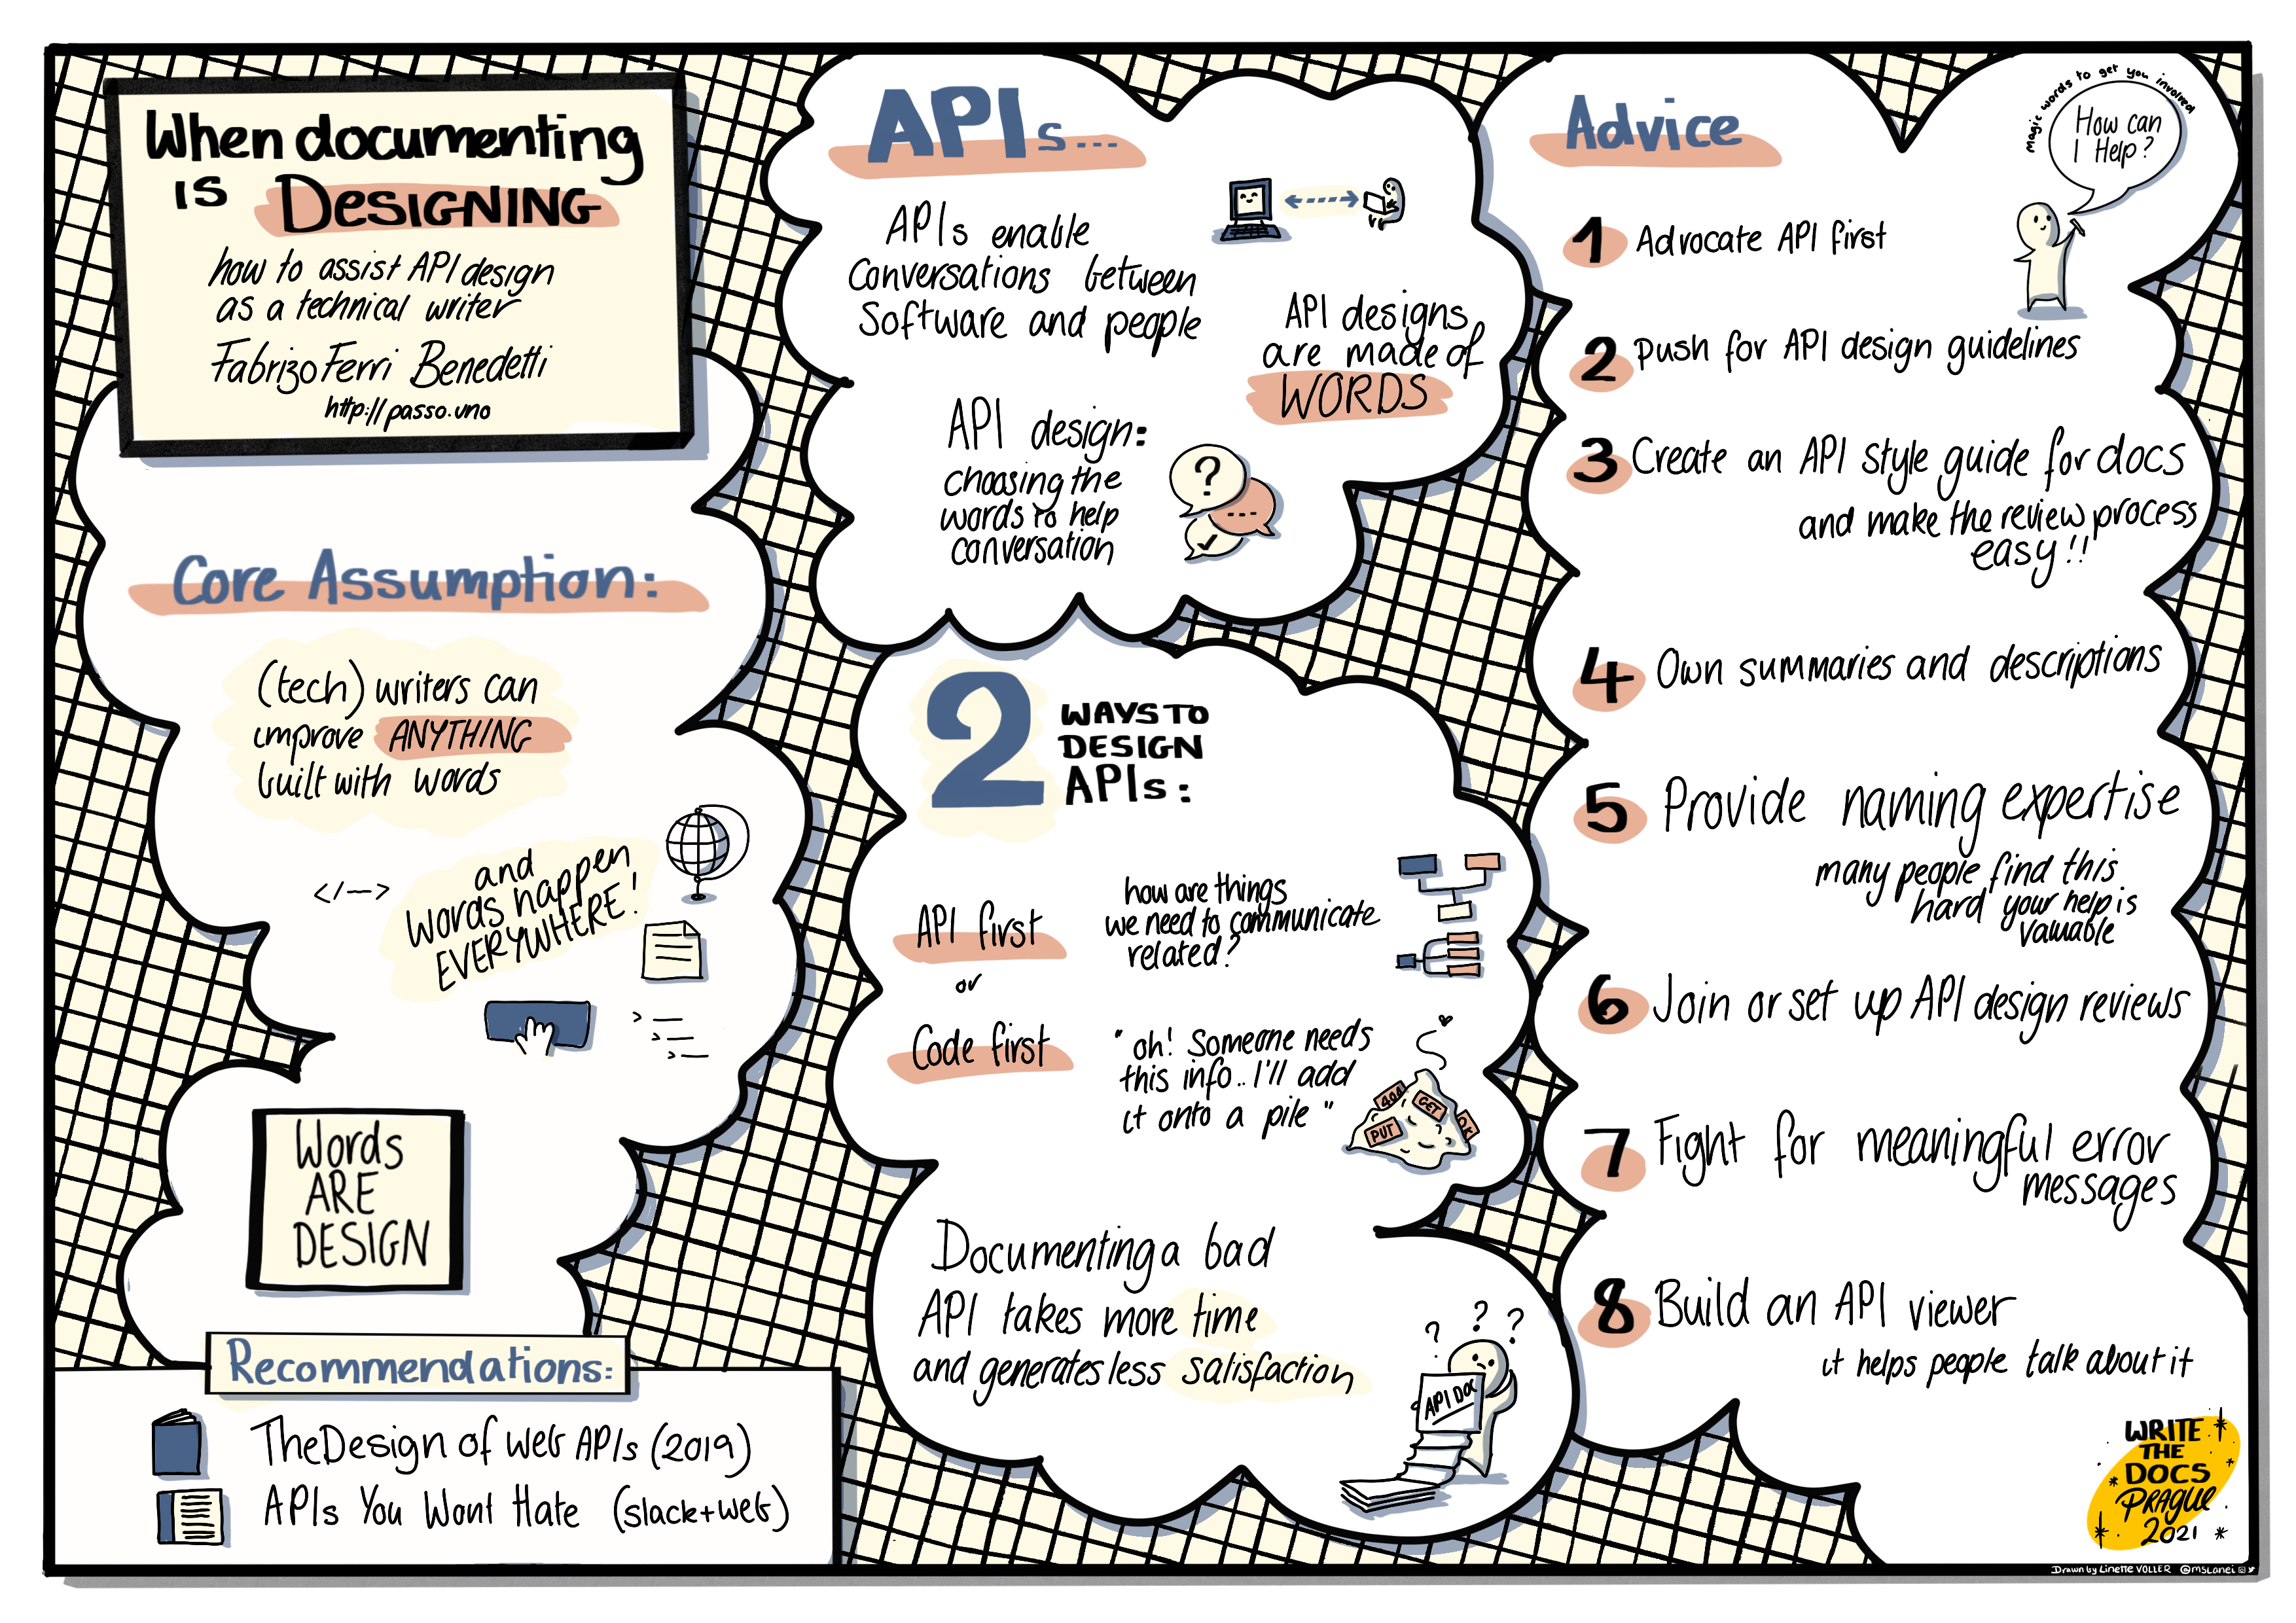 When documenting
IS DESIGNING
how to assist API design
as a technical writer
Fabrizo Ferri Benedetti
http://passo.uno
Core Assumption:
(tech) writers can
improve ANYTHING
built with words
</-->
and
words happen
EVERYWHERE!
> —
> —
> —
Words
ARE
DESIGN
Recommendations:
The Design of Web APIs (2019)
APIs You Wont Hate (slack+web)
APIs...
APIs enable
Conversations between
Software and people
API designs
are made of
WORDS
API design:
choosing the
words to help
conversation
?
...
2 WAYS TO
DESIGN
APIs:
API first
how are things
we need to communicate
related?
or
Code first
"oh! Someone needs
this info.. I'll add
it onto a pile"
404
GET
PUT
OK
Documenting a bad
API takes more time
and generates less satisfaction
? ? ?
API DOC
Advice
magic words to get you involved
How can
I Help?
1 Advocate API first
2 Push for API design guidelines
3 Create an API style guide for docs
and make the review process
easy!!
4 Own summaries and descriptions
5 Provide naming expertise
many people find this
hard your help is
valuable
6 Join or set up API design reviews
7 Fight for meaningful error
messages
8 Build an API viewer
it helps people talk about it
WRITE
THE
DOCS
PRAGUE
2021
Drawn by Linette VOLLER @mslanei